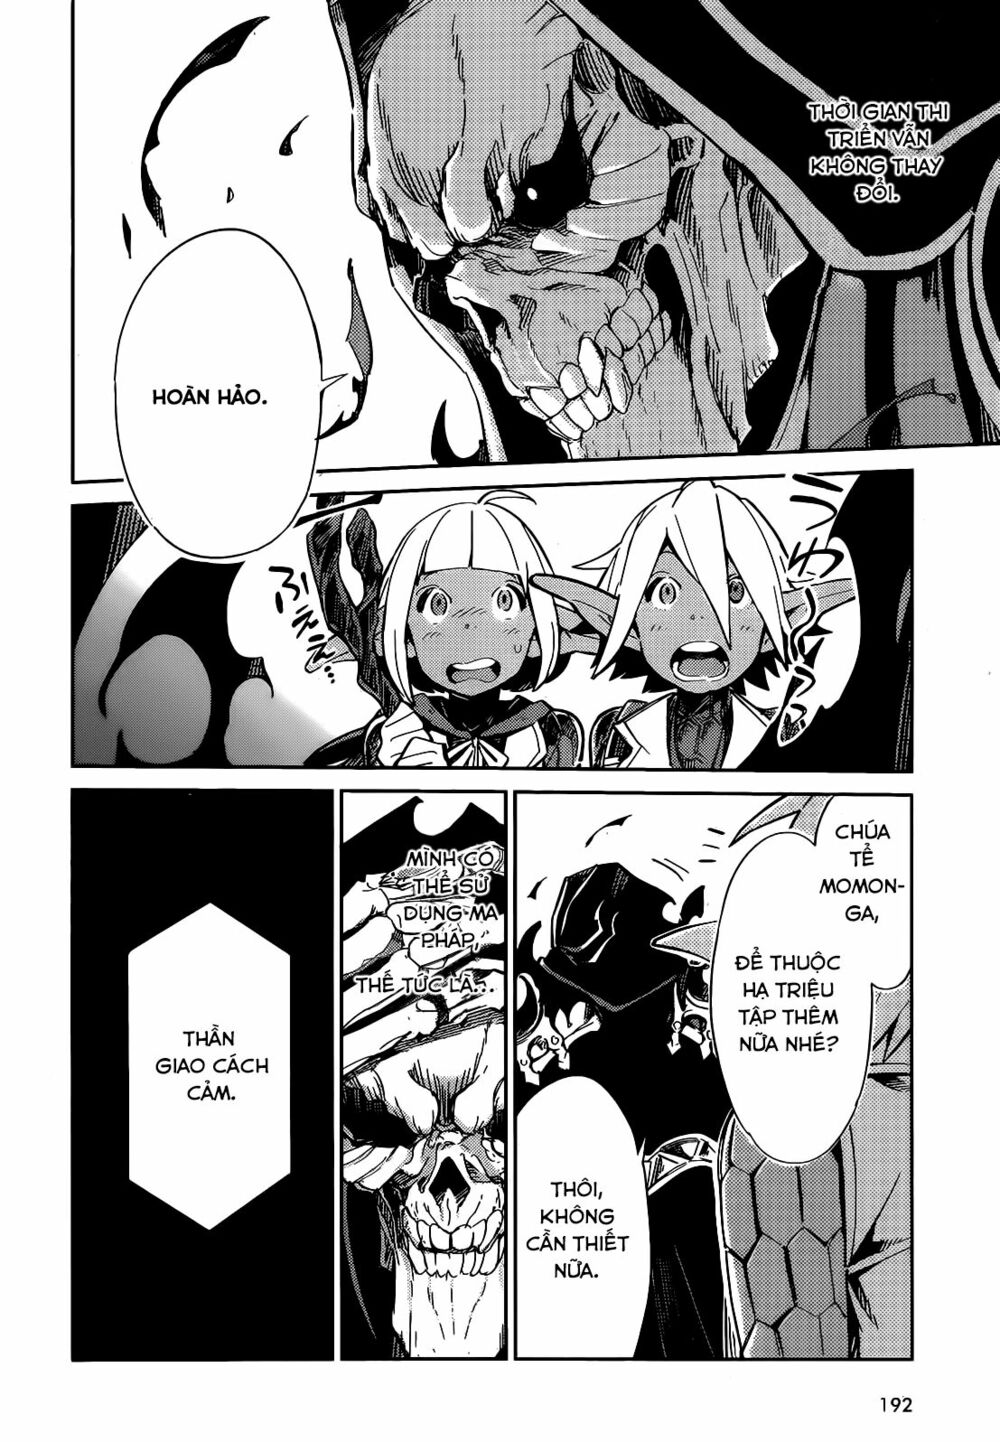 THỜI GIAN THI
TRIỂN VẪN
KHÔNG THAY
ĐỔI.
HOÀN HẢO.
CHÚA
TỂ
MOMON-
GA,
ĐỂ THUỘC
HẠ TRIỆU
TẬP THÊM
NỮA NHÉ?
THÔI,
KHÔNG
CẦN THIẾT
NỮA.
MÌNH CÓ
THỂ SỬ
DỤNG MA
PHÁP,
THẾ TỨC LÀ...
THẦN
GIAO CÁCH
CẢM.
192